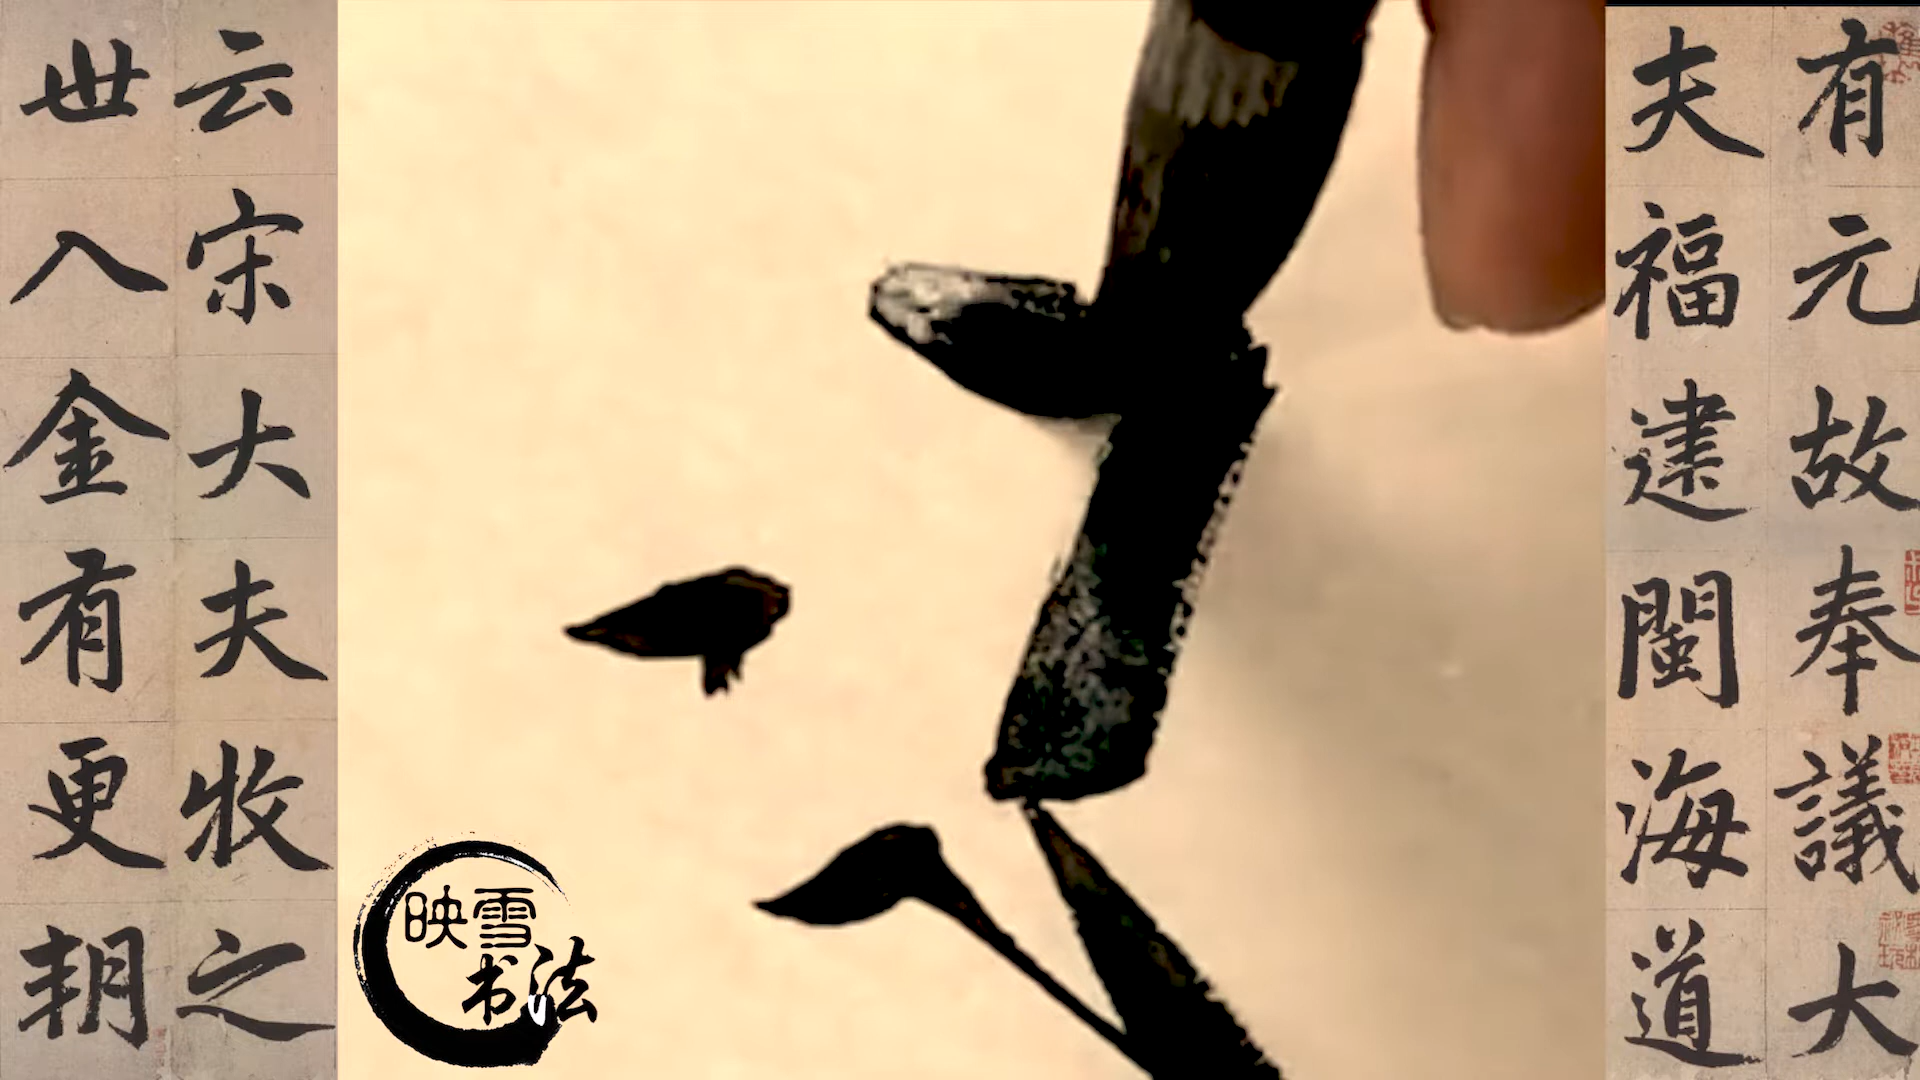 有元故奉議大
夫福建閩海道
云宋大夫牧之
世入金有更朔
映雪
书法